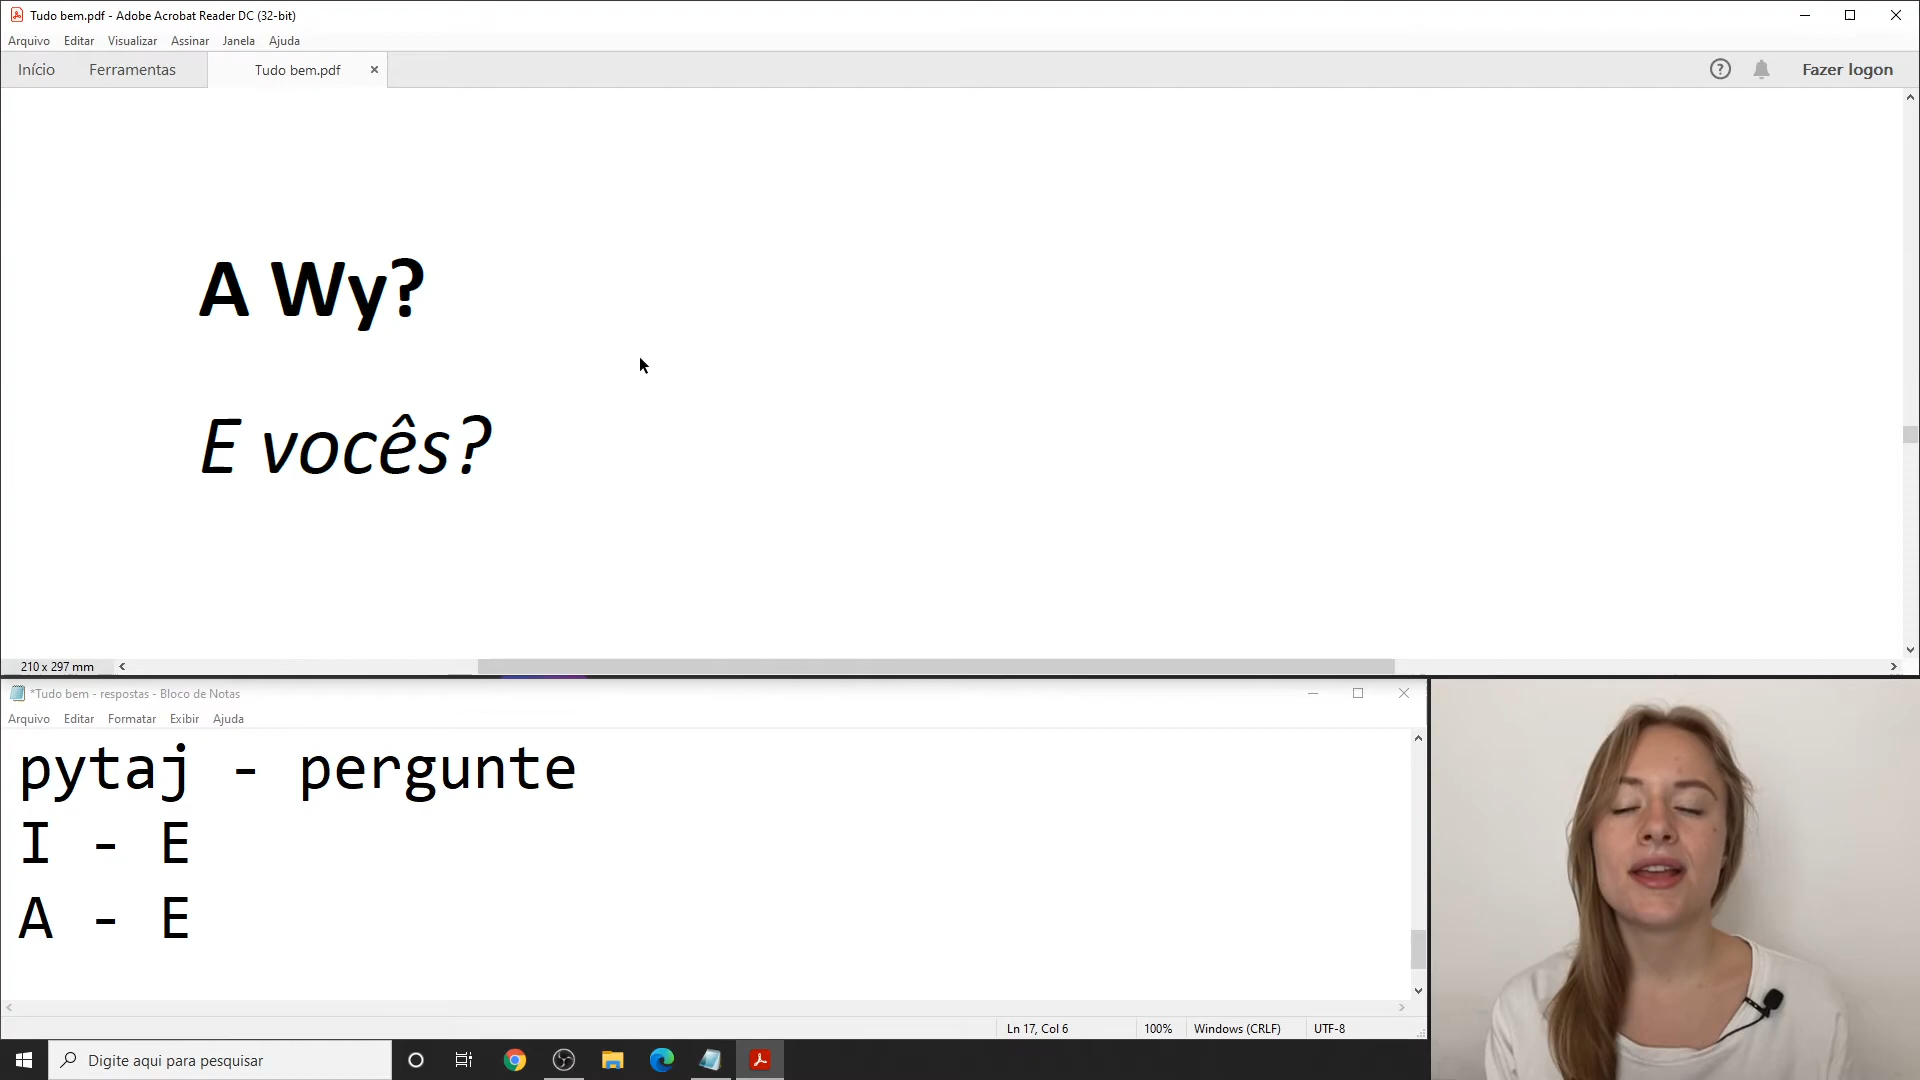 Tudo bem.pdf - Adobe Acrobat Reader DC (32-bit)
Arquivo Editar Visualizar Assinar Janela Ajuda
Início Ferramentas Tudo bem.pdf Fazer logon
A Wy?
E vocês?
210 x 297 mm
*Tudo bem - respostas - Bloco de Notas
Arquivo Editar Formatar Exibir Ajuda
pytaj - pergunte
I - E
A - E
Ln 17, Col 6 100% Windows (CRLF) UTF-8
Digite aqui para pesquisar